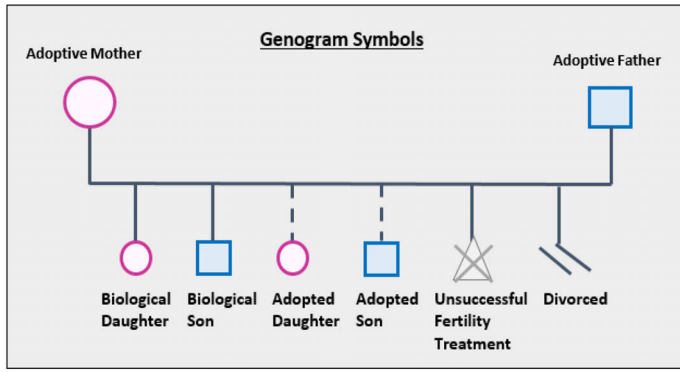 Genogram Symbols
Adoptive Mother
Adoptive Father
Biological Daughter
Biological Son
Adopted Daughter
Adopted Son
Unsuccessful Fertility Treatment
Divorced